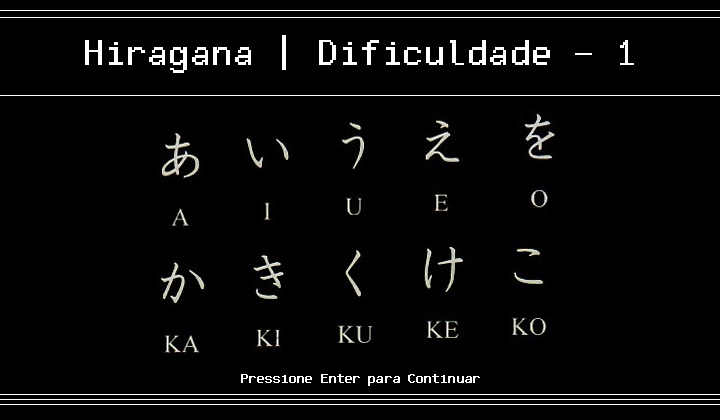 Hiragana | Dificuldade - 1
あ い う え を
A I U E O
か き く け こ
KA KI KU KE KO
Pressione Enter para Continuar